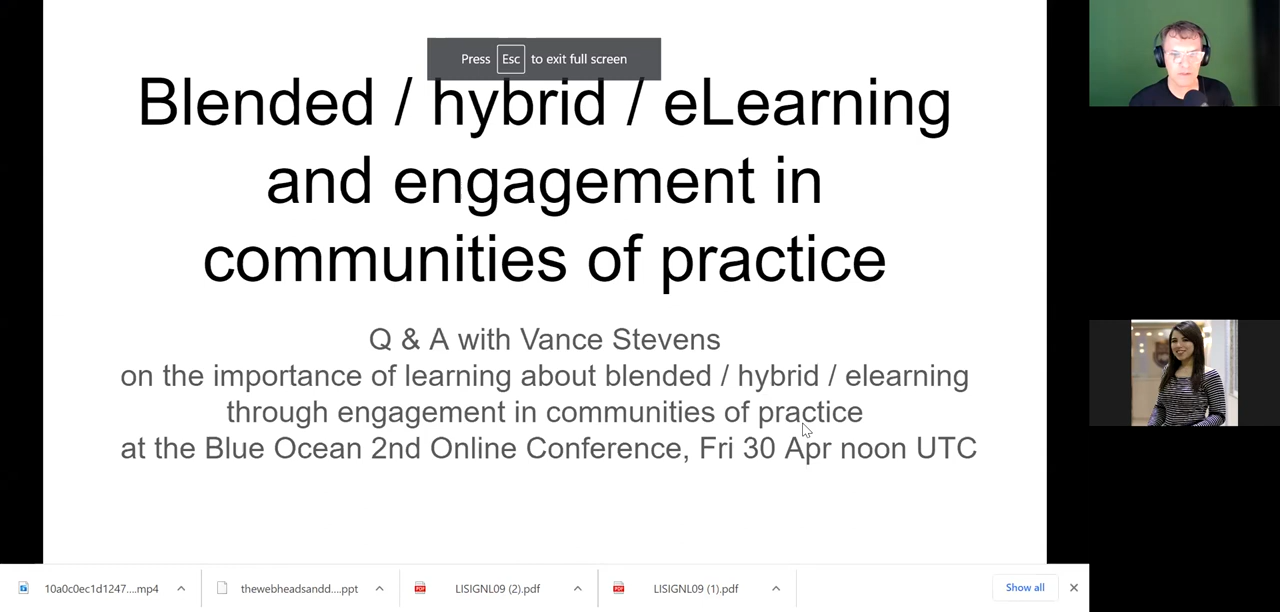 Press Esc to exit full screen
Blended / hybrid / eLearning
and engagement in
communities of practice
Q & A with Vance Stevens
on the importance of learning about blended / hybrid / elearning
through engagement in communities of practice
at the Blue Ocean 2nd Online Conference, Fri 30 Apr noon UTC
10a0c0ec1d1247....mp4
thewebheadsandd....ppt
PDF
LISIGNL09 (2).pdf
PDF
LISIGNL09 (1).pdf
Show all